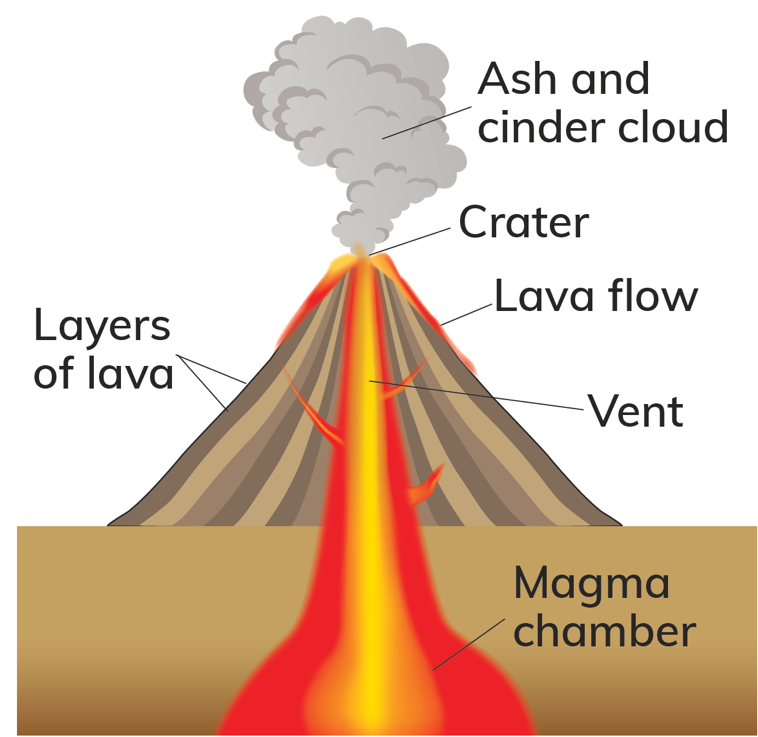 Ash and
cinder cloud
Crater
Lava flow
Layers
of lava
Vent
Magma
chamber